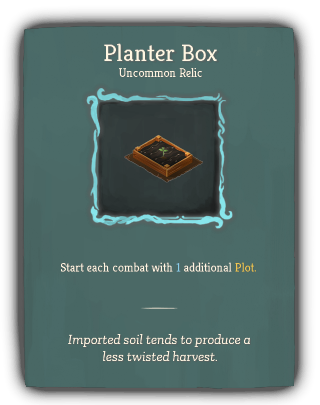 Planter Box
Uncommon Relic
Start each combat with 1 additional Plot.
Imported soil tends to produce a
less twisted harvest.